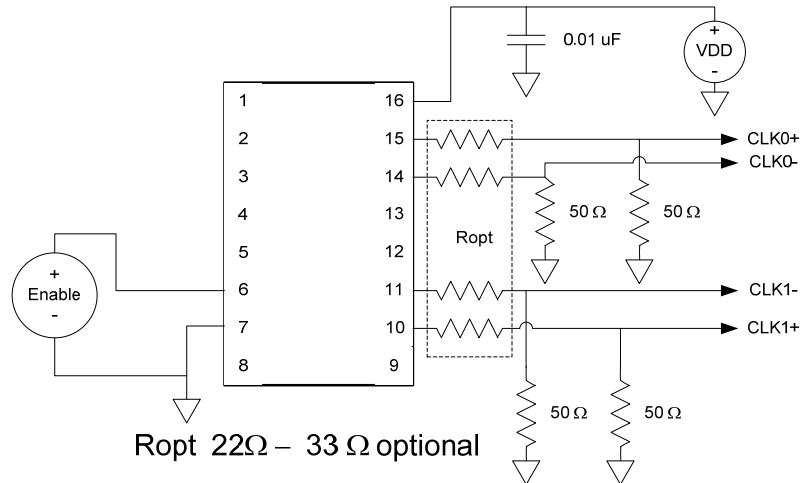 0.01 uF
+
VDD
-
1
16
2
15
CLK0+
CLK0-
3
14
4
13
50 Ω
50 Ω
5
12
Ropt
+
Enable
-
6
11
CLK1-
7
10
CLK1+
8
9
50 Ω
50 Ω
Ropt 22Ω – 33 Ω optional